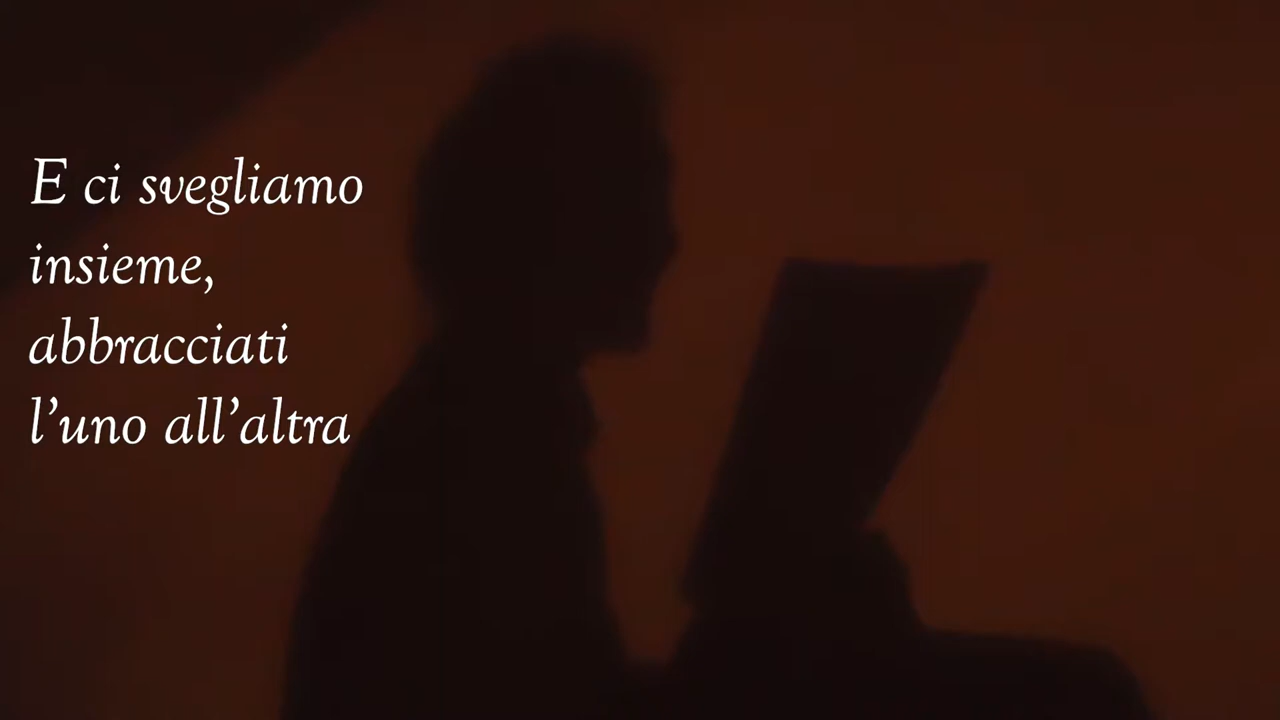 E ci svegliamo
insieme,
abbracciati
l’uno all’altra